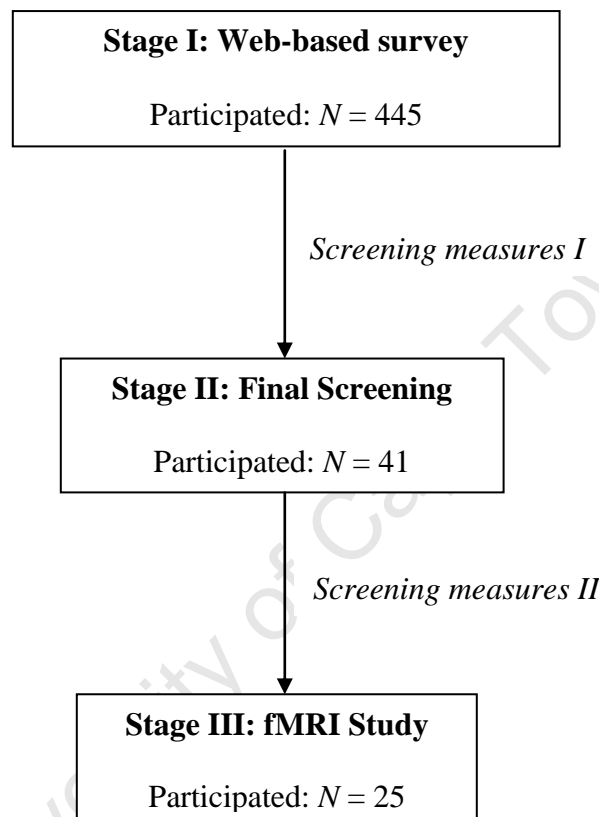 Stage I: Web-based survey
Participated: N = 445
Screening measures I
Stage II: Final Screening
Participated: N = 41
Screening measures II
Stage III: fMRI Study
Participated: N = 25